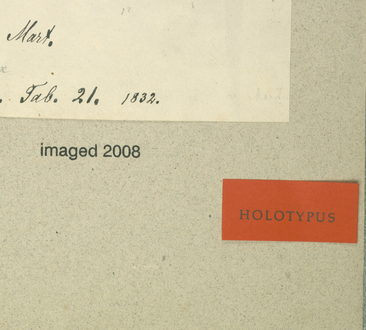 Mart.
. Tab. 21. 1832.
imaged 2008
HOLOTYPUS